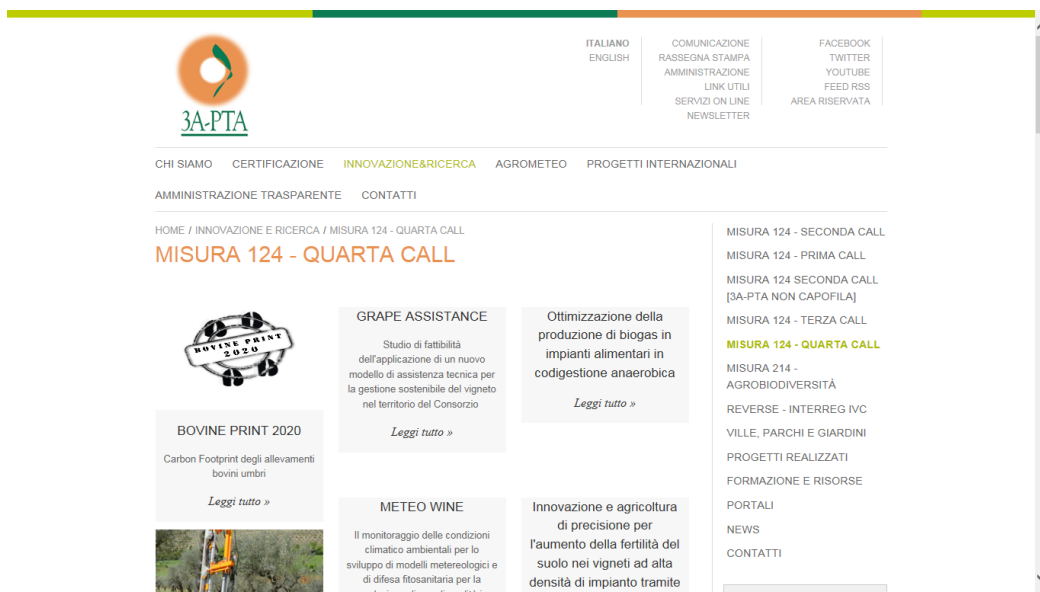 3A-PTA
ITALIANO
ENGLISH
COMUNICAZIONE
RASSEGNA STAMPA
AMMINISTRAZIONE
LINK UTILI
SERVIZI ON LINE
NEWSLETTER
FACEBOOK
TWITTER
YOUTUBE
FEED RSS
AREA RISERVATA
CHI SIAMO CERTIFICAZIONE INNOVAZIONE&RICERCA AGROMETEO PROGETTI INTERNAZIONALI
AMMINISTRAZIONE TRASPARENTE CONTATTI
HOME / INNOVAZIONE E RICERCA / MISURA 124 - QUARTA CALL
MISURA 124 - QUARTA CALL
BOVINE PRINT
2020
BOVINE PRINT 2020
Carbon Footprint degli allevamenti
bovini umbri
Leggi tutto »
GRAPE ASSISTANCE
Studio di fattibilità
dell'applicazione di un nuovo
modello di assistenza tecnica per
la gestione sostenibile del vigneto
nel territorio del Consorzio
Leggi tutto »
Ottimizzazione della
produzione di biogas in
impianti alimentari in
codigestione anaerobica
Leggi tutto »
METEO WINE
Il monitoraggio delle condizioni
climatico ambientali per lo
sviluppo di modelli metereologici e
di difesa fitosanitaria per la
Innovazione e agricoltura
di precisione per
l'aumento della fertilità del
suolo nei vigneti ad alta
densità di impianto tramite
MISURA 124 - SECONDA CALL
MISURA 124 - PRIMA CALL
MISURA 124 SECONDA CALL
[3A-PTA NON CAPOFILA]
MISURA 124 - TERZA CALL
MISURA 124 - QUARTA CALL
MISURA 214 -
AGROBIODIVERSITÀ
REVERSE - INTERREG IVC
VILLE, PARCHI E GIARDINI
PROGETTI REALIZZATI
FORMAZIONE E RISORSE
PORTALI
NEWS
CONTATTI